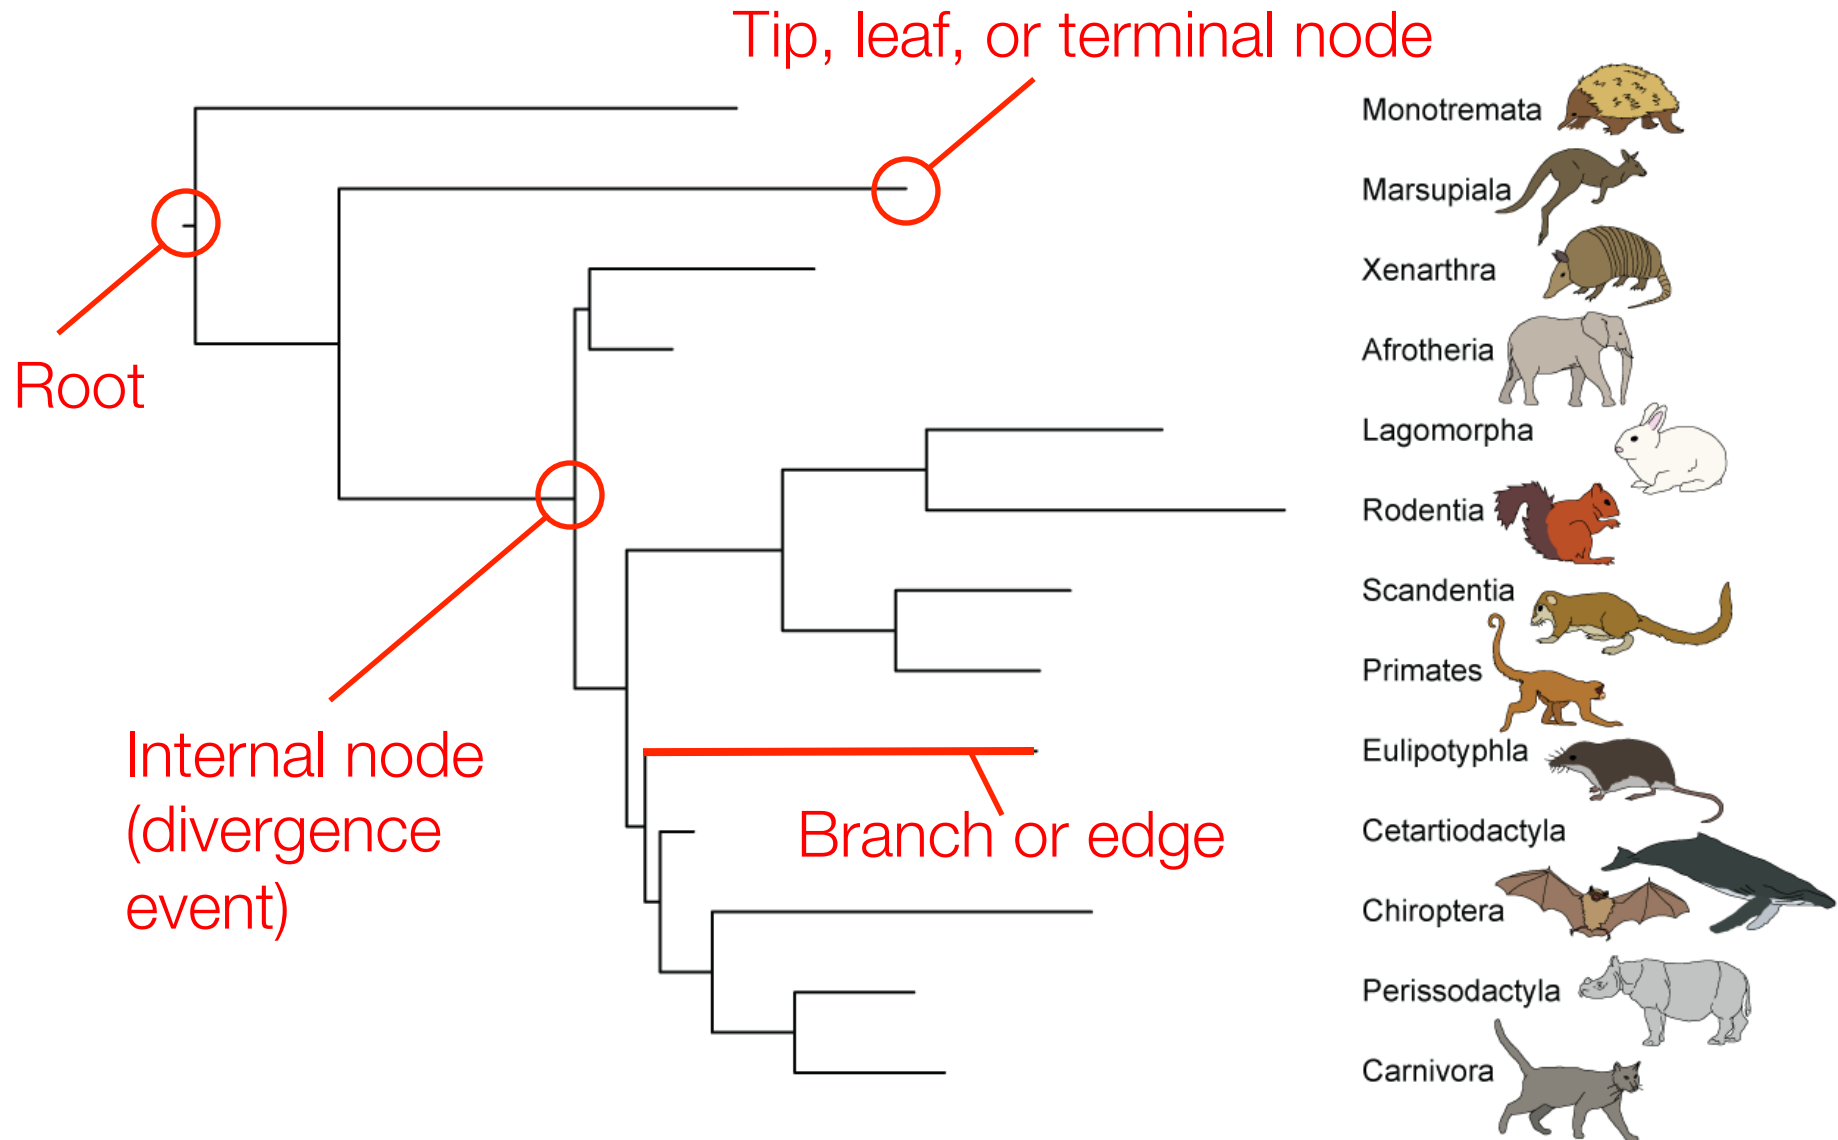 Tip, leaf, or terminal node
Monotremata
Marsupiala
Xenarthra
Afrotheria
Root
Lagomorpha
Rodentia
Scandentia
Primates
Internal node
(divergence
event)
Eulipotyphla
Branch or edge
Cetartiodactyla
Chiroptera
Perissodactyla
Carnivora